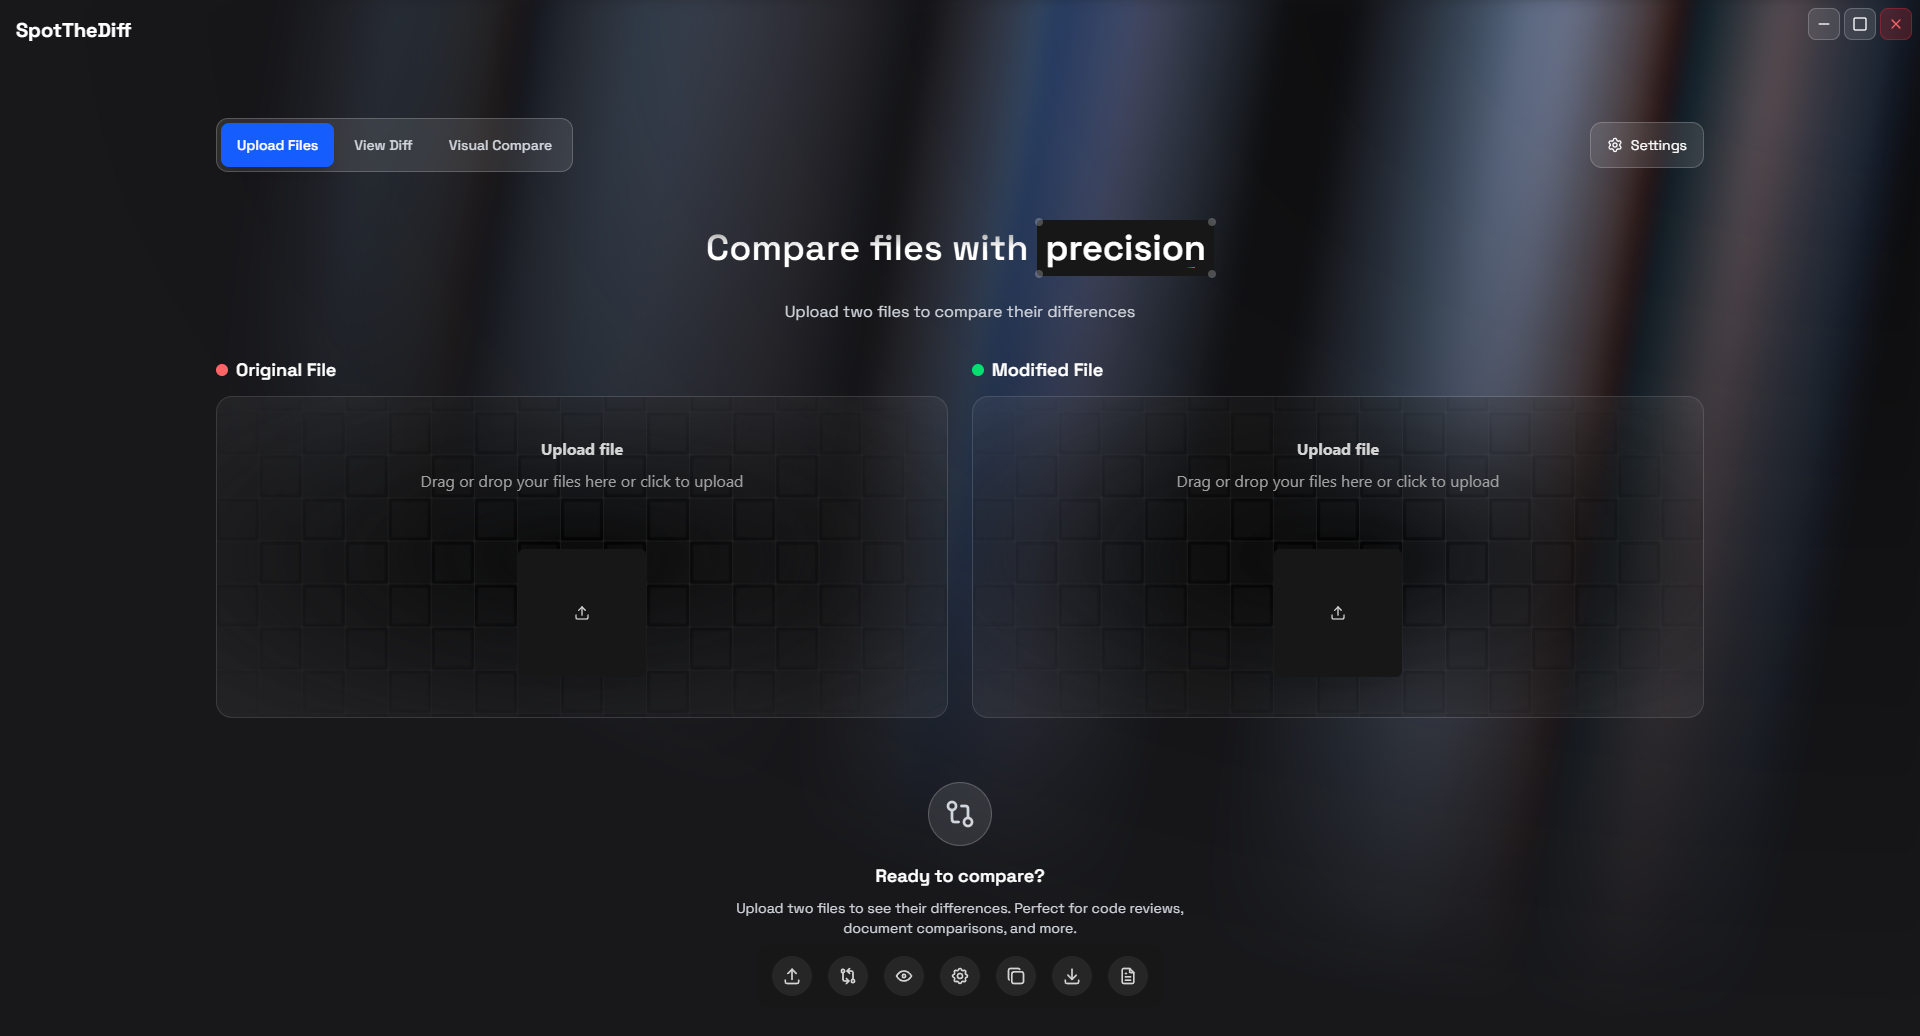 SpotTheDiff
Upload Files
View Diff
Visual Compare
Settings
Compare files with precision
Upload two files to compare their differences
Original File
Modified File
Upload file
Drag or drop your files here or click to upload
Upload file
Drag or drop your files here or click to upload
Ready to compare?
Upload two files to see their differences. Perfect for code reviews,
document comparisons, and more.